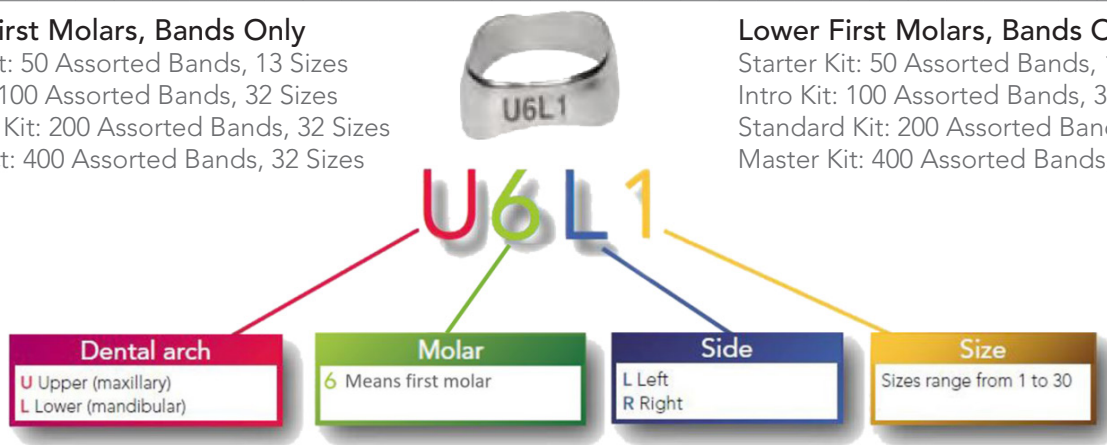 irst Molars, Bands Only
t: 50 Assorted Bands, 13 Sizes
100 Assorted Bands, 32 Sizes
Kit: 200 Assorted Bands, 32 Sizes
t: 400 Assorted Bands, 32 Sizes
U6L1
Lower First Molars, Bands O
Starter Kit: 50 Assorted Bands,
Intro Kit: 100 Assorted Bands, 3
Standard Kit: 200 Assorted Band
Master Kit: 400 Assorted Bands
U6L1
Dental arch
U Upper (maxillary)
L Lower (mandibular)
Molar
6 Means first molar
Side
L Left
R Right
Size
Sizes range from 1 to 30